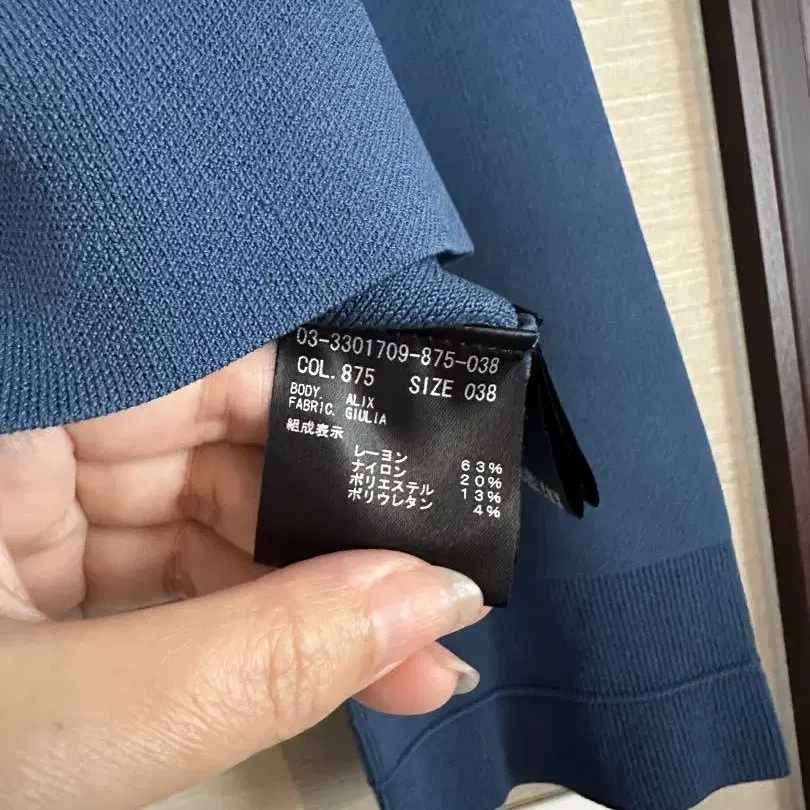 03-3301709-875-038
COL. 875 SIZE 038
BODY. ALIX
FABRIC. GIULIA
組成表示
レーヨン 63%
ナイロン 20%
ポリエステル 13%
ポリウレタン 4%